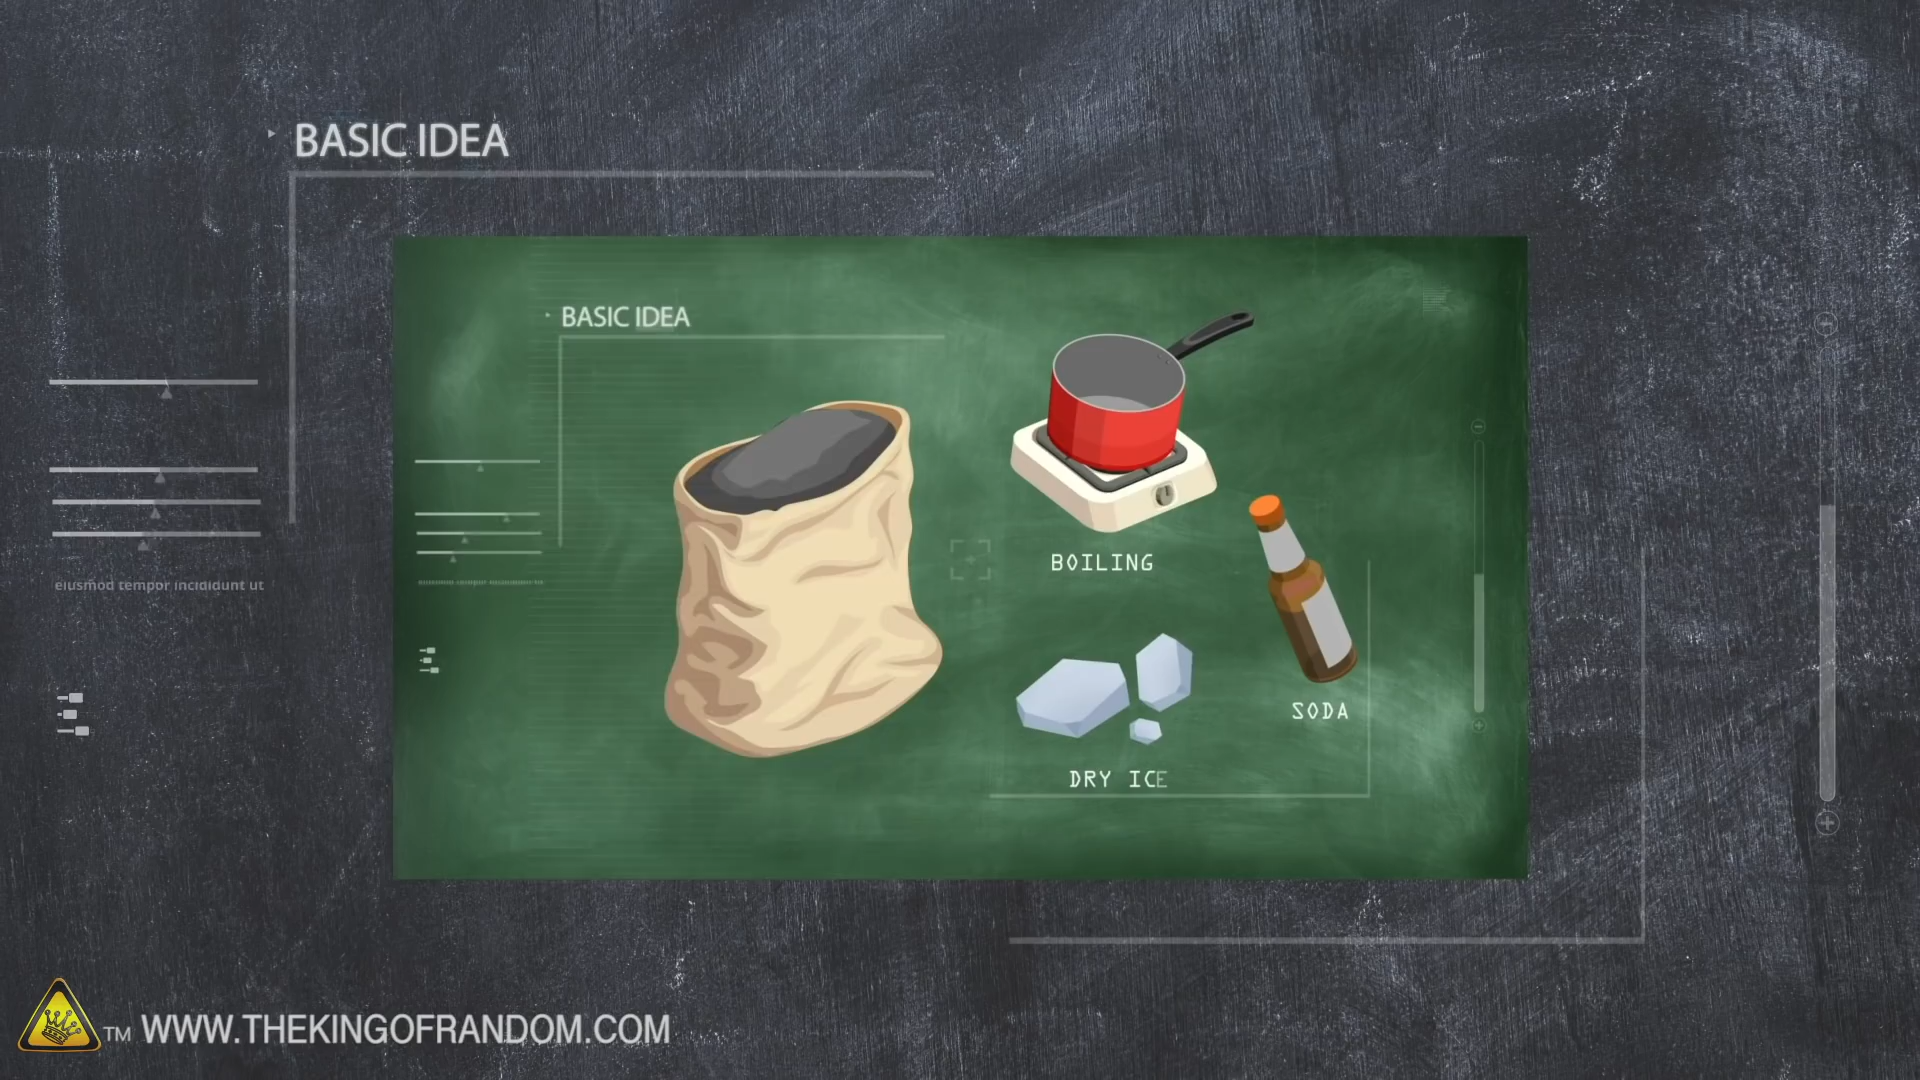 BASIC IDEA
BASIC IDEA
BOILING
SODA
DRY ICE
eiusmod tempor incididunt ut
TM WWW.THEKINGOFRANDOM.COM